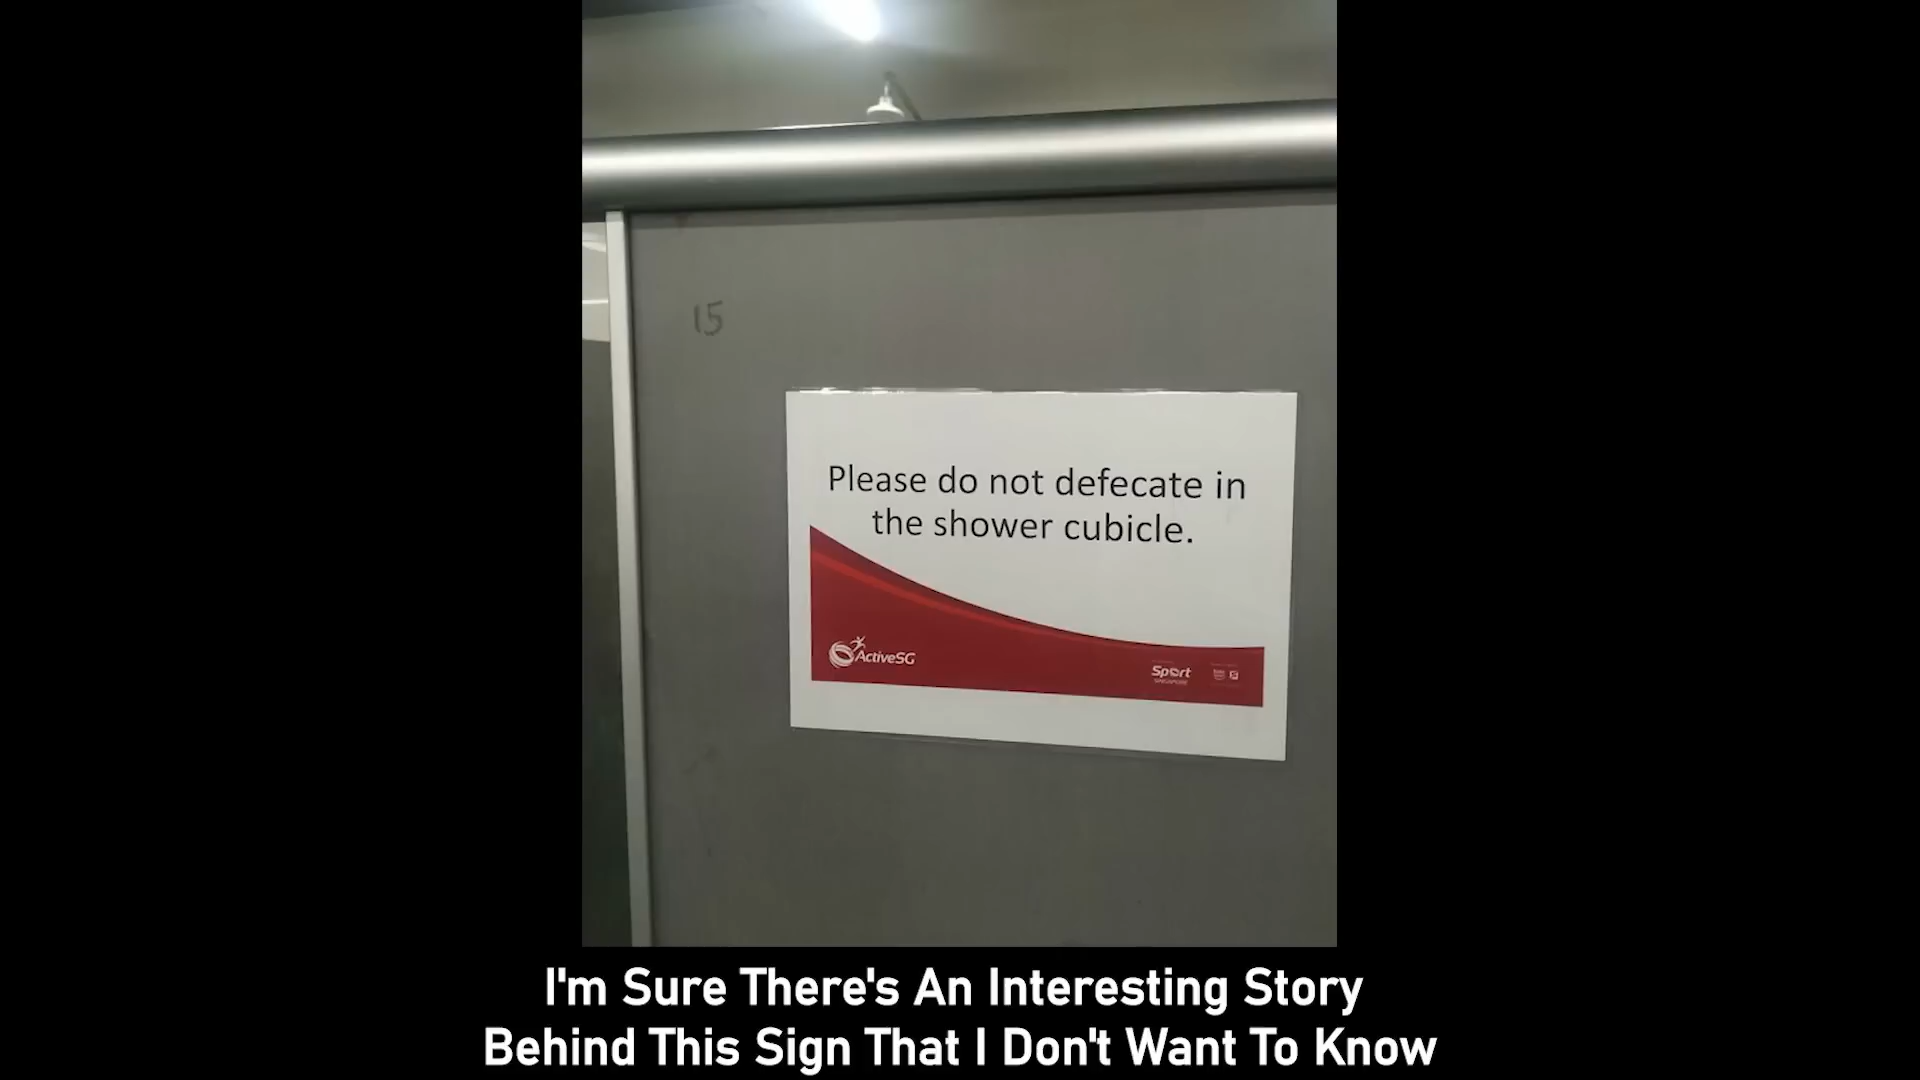 15
Please do not defecate in
the shower cubicle.
ActiveSG
Sport
SINGAPORE
I'm Sure There's An Interesting Story
Behind This Sign That I Don't Want To Know